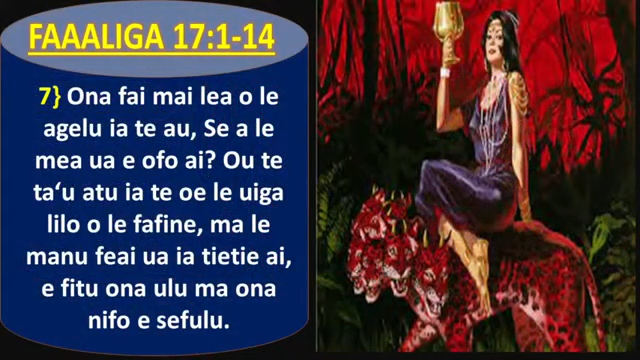 FAAALIGA 17:1-14
7} Ona fai mai lea o le
agelu ia te au, Se a le
mea ua e ofo ai? Ou te
ta‘u atu ia te oe le uiga
lilo o le fafine, ma le
manu feai ua ia tietie ai,
e fitu ona ulu ma ona
nifo e sefulu.